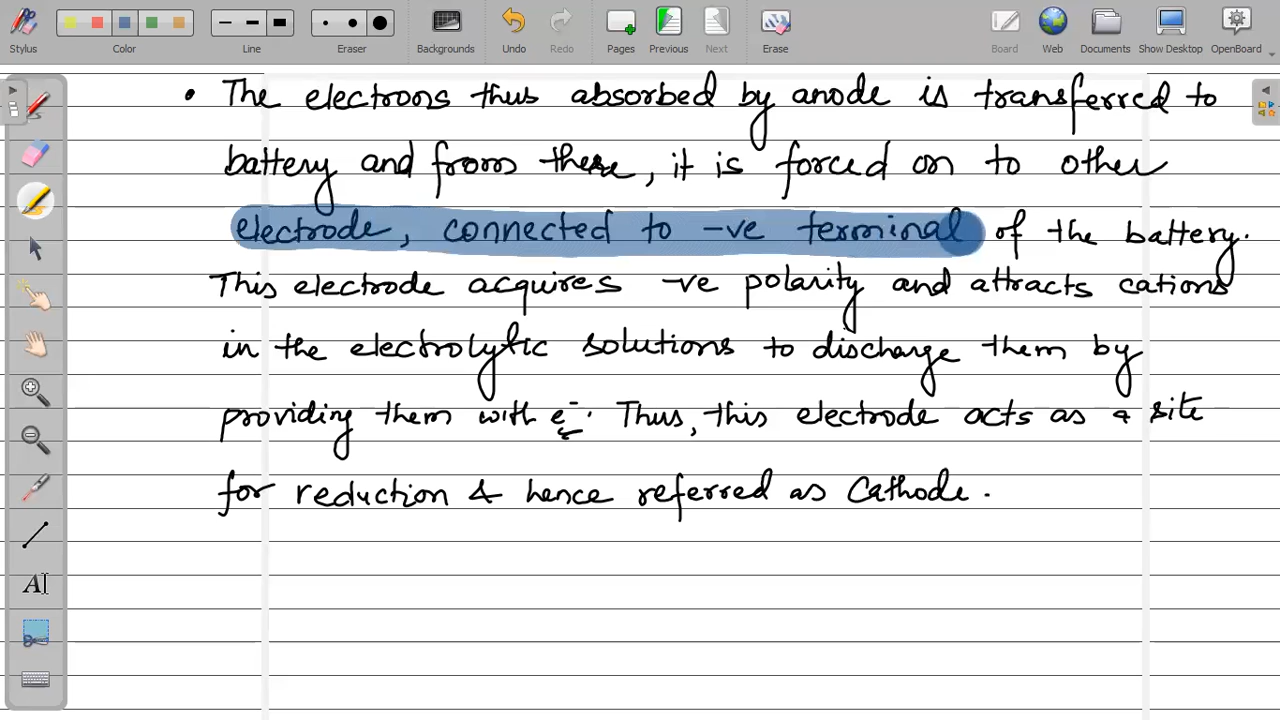 Stylus Color Line Eraser Backgrounds Undo Redo Pages Previous Next Erase Board Web Documents Show Desktop OpenBoard
• The electrons thus absorbed by anode is transferred to
battery and from there, it is forced on to other
electrode, connected to -ve terminal of the battery.
This electrode acquires -ve polarity and attracts cations
in the electrolytic solutions to discharge them by
providing them with e⁻. Thus, this electrode acts as a site
for reduction & hence referred as Cathode.